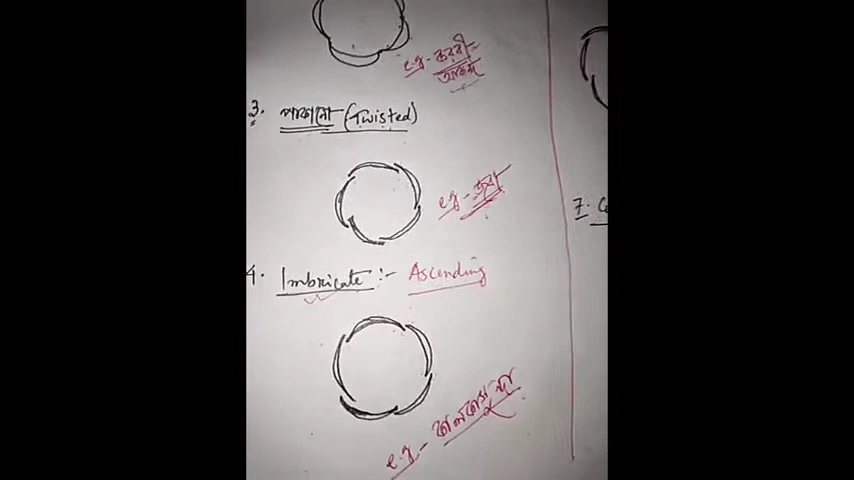 e.g - করবী
আকন্দ
3. পাকানো (Twisted)
e.g - জবা
4. Imbricate :- Ascending
e.g - কালকাসুন্দা
7. C